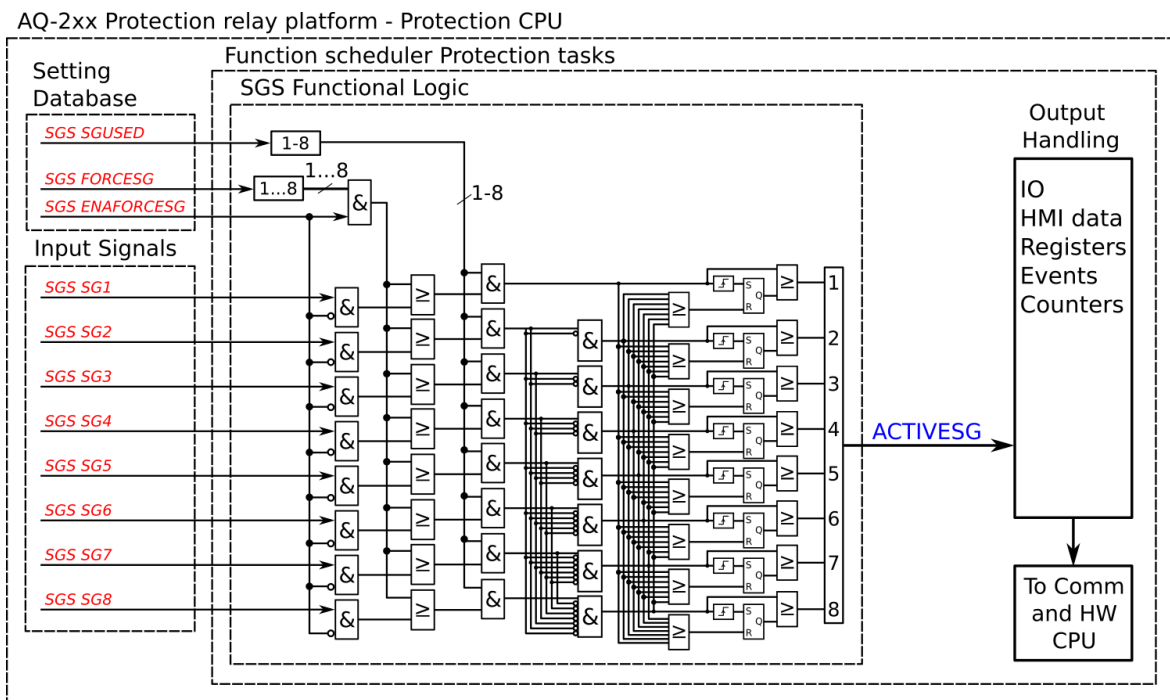 AQ-2xx Protection relay platform - Protection CPU
Function scheduler Protection tasks
SGS Functional Logic
Setting
Database
SGS SGUSED
SGS FORCESG
SGS ENAFORCESG
1-8
1...8
1...8
&
1-8
Input Signals
SGS SG1
SGS SG2
SGS SG3
SGS SG4
SGS SG5
SGS SG6
SGS SG7
SGS SG8
& & & & & & & &
≥ ≥ ≥ ≥ ≥ ≥ ≥ ≥
& & & & & & & &
& & & & & & &
≥ ≥ ≥ ≥ ≥ ≥ ≥ ≥
S Q R
S Q R
S Q R
S Q R
S Q R
S Q R
S Q R
S Q R
≥ ≥ ≥ ≥ ≥ ≥ ≥ ≥
1
2
3
4
5
6
7
8
ACTIVESG
Output
Handling
IO
HMI data
Registers
Events
Counters
To Comm
and HW
CPU